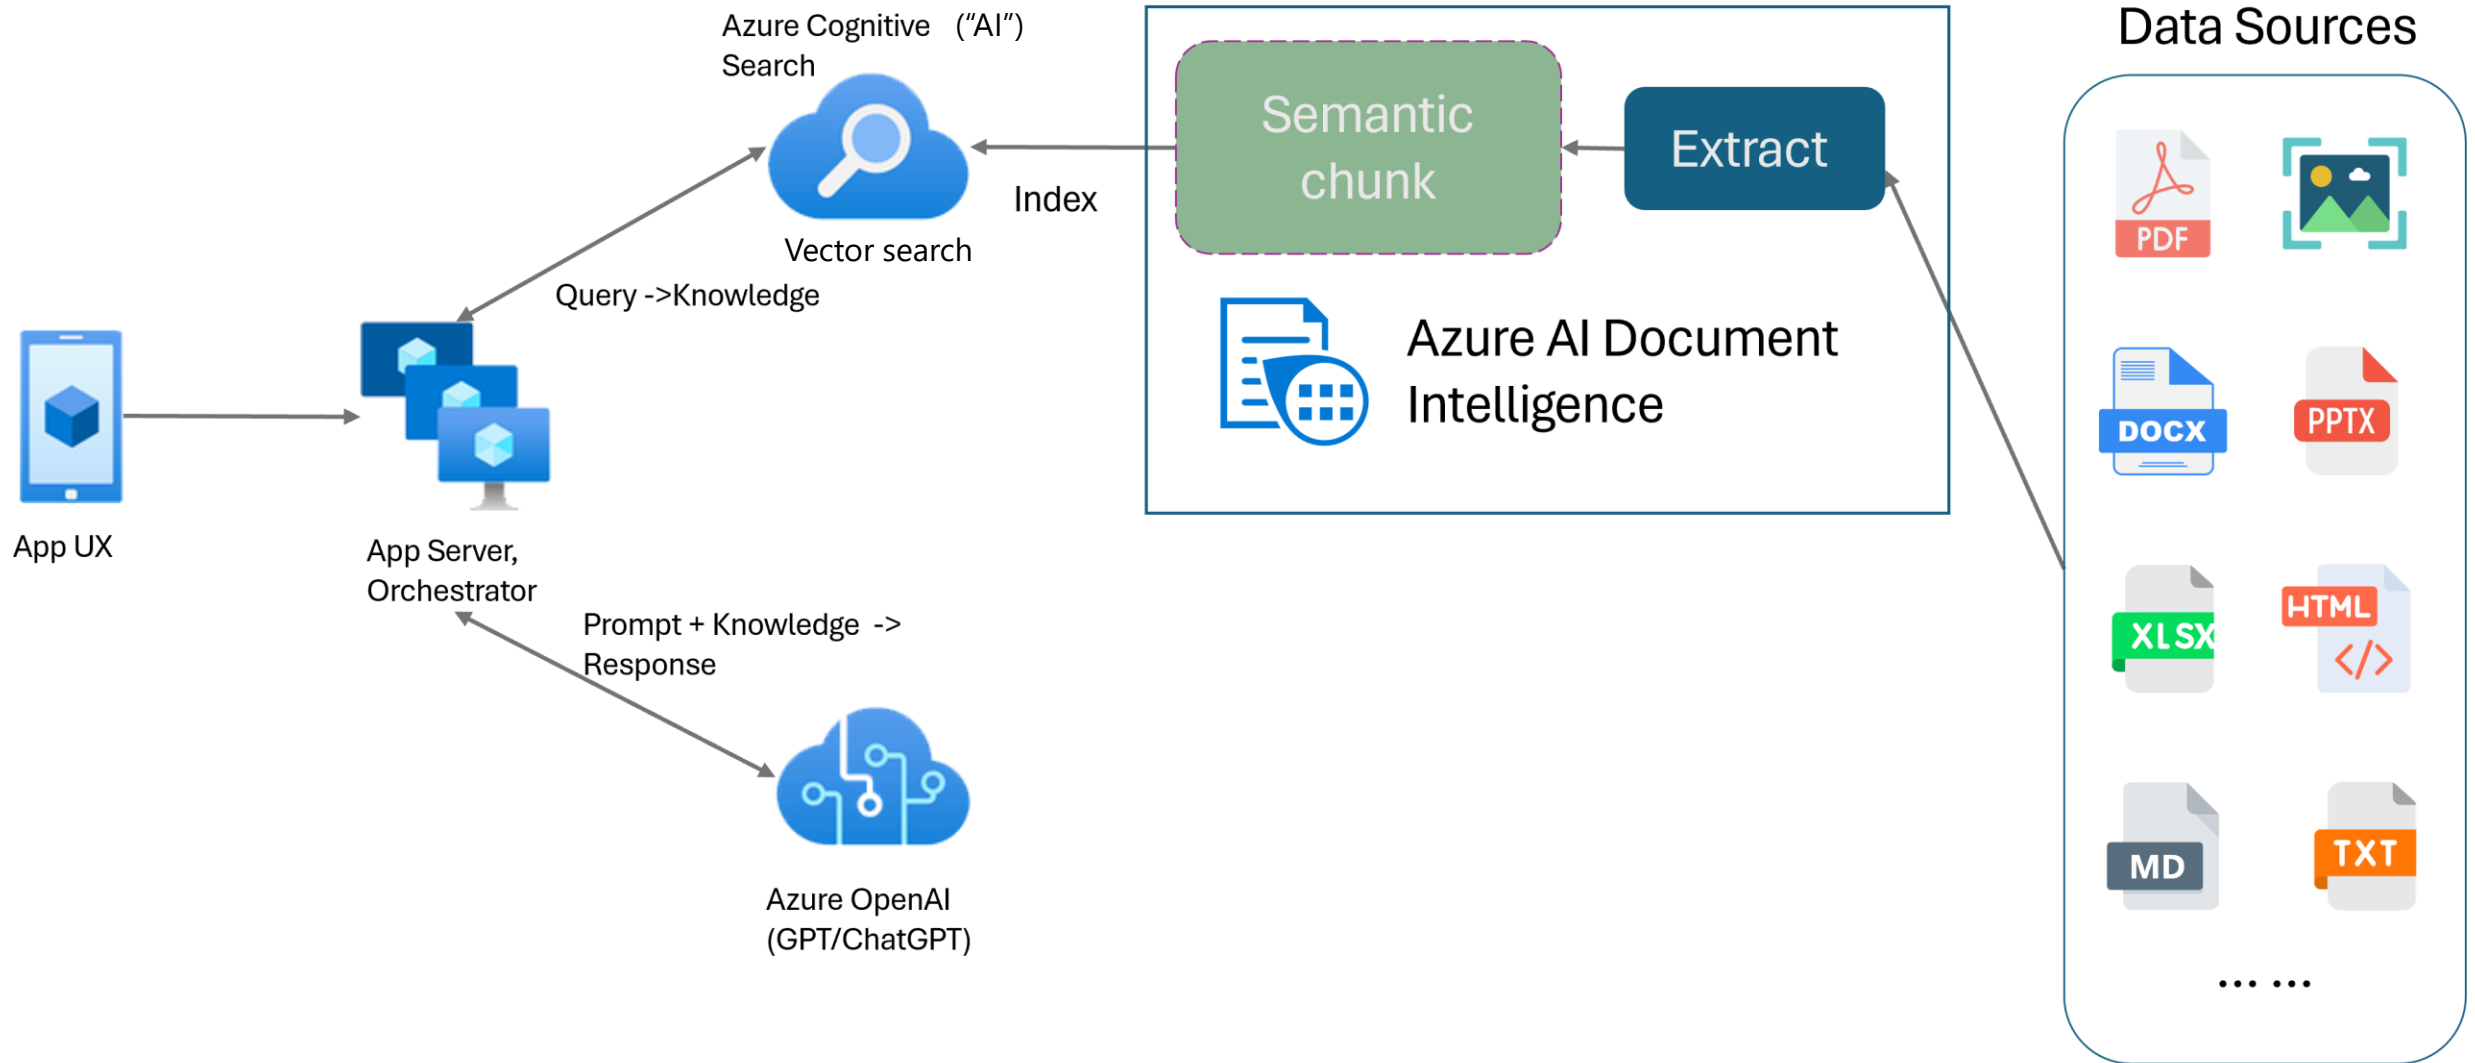 Azure Cognitive ("AI")
Search
Vector search
Index
Query ->Knowledge
App UX
App Server,
Orchestrator
Prompt + Knowledge ->
Response
Azure OpenAI
(GPT/ChatGPT)
Semantic
chunk
Extract
Azure AI Document
Intelligence
Data Sources
PDF
DOCX
PPTX
XLSX
HTML
</>
MD
TXT
... ...